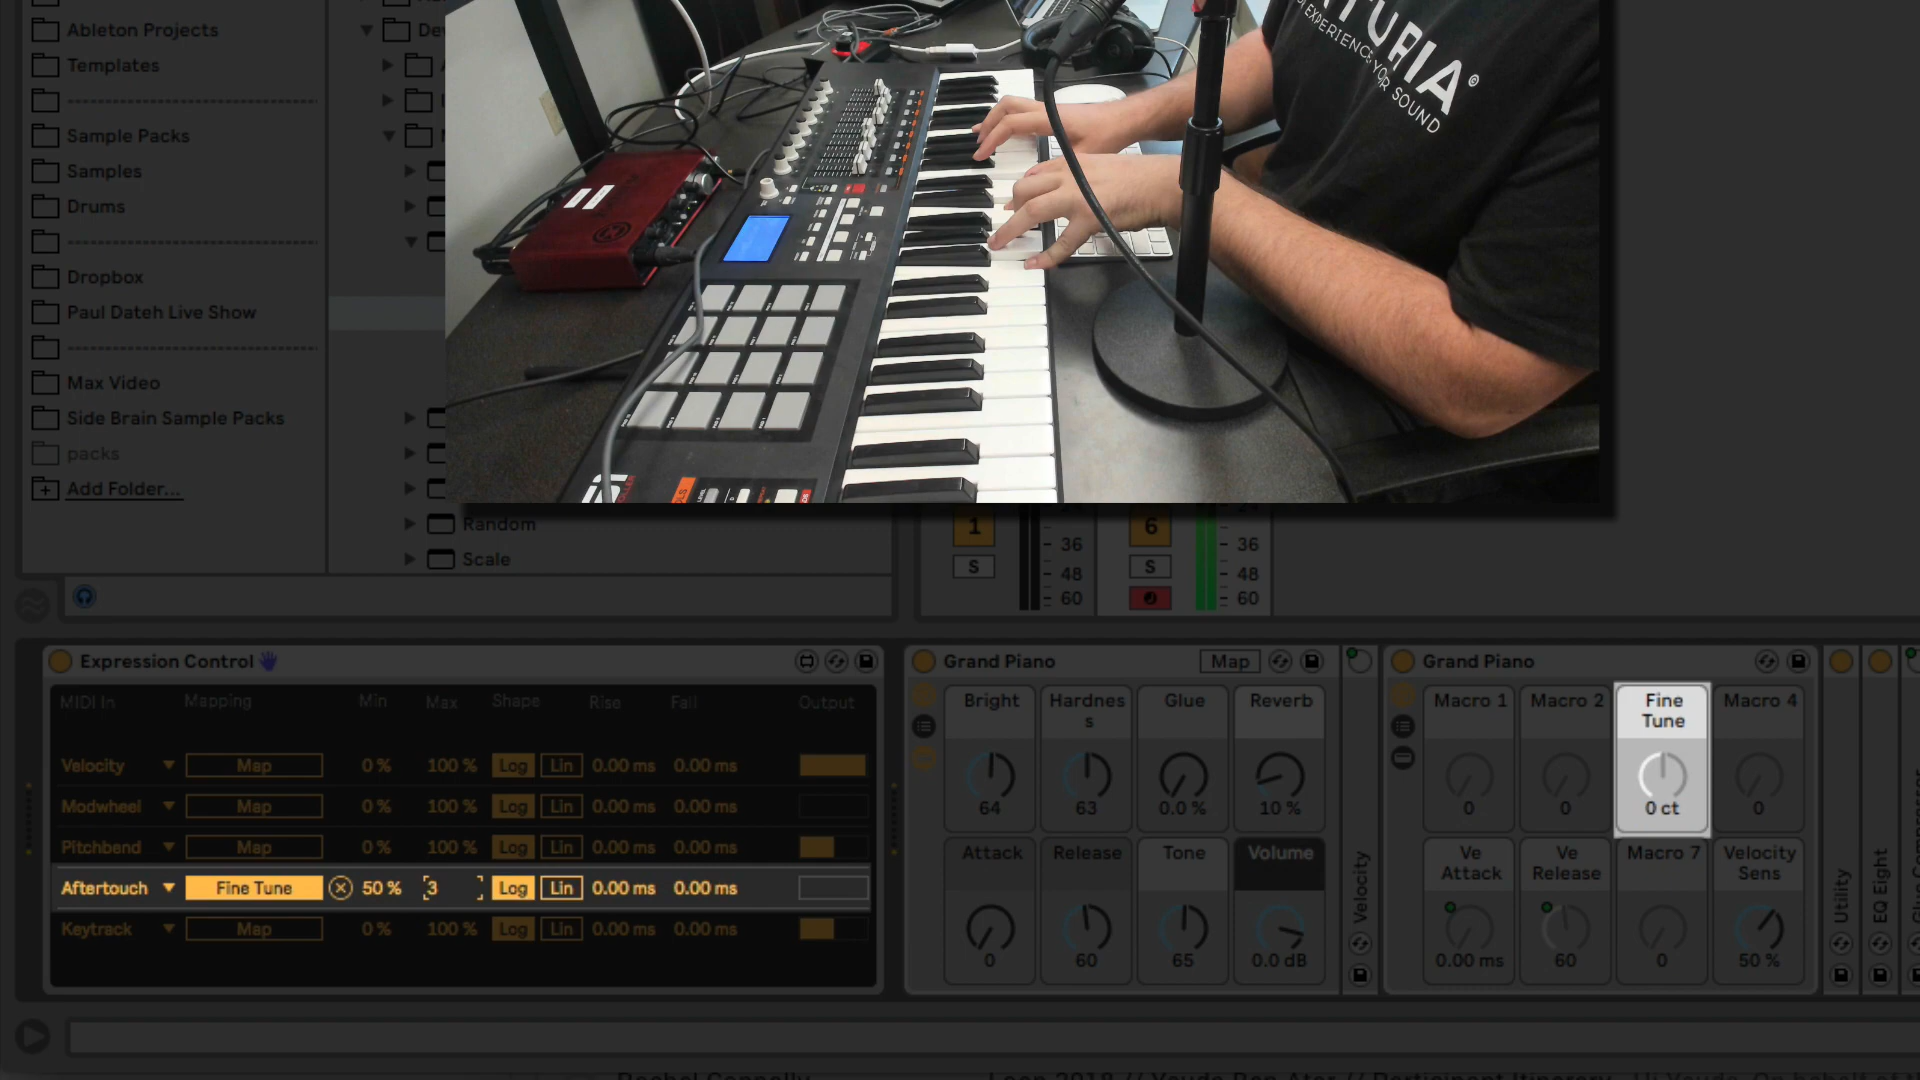 Ableton Projects
Templates
Sample Packs
Samples
Drums
Dropbox
Paul Dateh Live Show
Max Video
Side Brain Sample Packs
packs
Add Folder...
Random
Scale
EXPERIENCE YOUR SOUND
1
S
36
48
60
6
S
36
48
60
Expression Control
MIDI In Mapping Min Max Shape Rise Fall Output
Velocity Map 0 % 100 % Log Lin 0.00 ms 0.00 ms
Modwheel Map 0 % 100 % Log Lin 0.00 ms 0.00 ms
Pitchbend Map 0 % 100 % Log Lin 0.00 ms 0.00 ms
Aftertouch Fine Tune 50 % 3 Log Lin 0.00 ms 0.00 ms
Keytrack Map 0 % 100 % Log Lin 0.00 ms 0.00 ms
Grand Piano Map
Bright Hardness Glue Reverb
64 63 0.0 % 10 %
Attack Release Tone Volume
0 60 65 0.0 dB
Velocity
Grand Piano
Macro 1 Macro 2 Fine Tune Macro 4
0 0 0 ct 0
Ve Attack Ve Release Macro 7 Velocity Sens
0.00 ms 60 0 50 %
Utility
EQ Eight